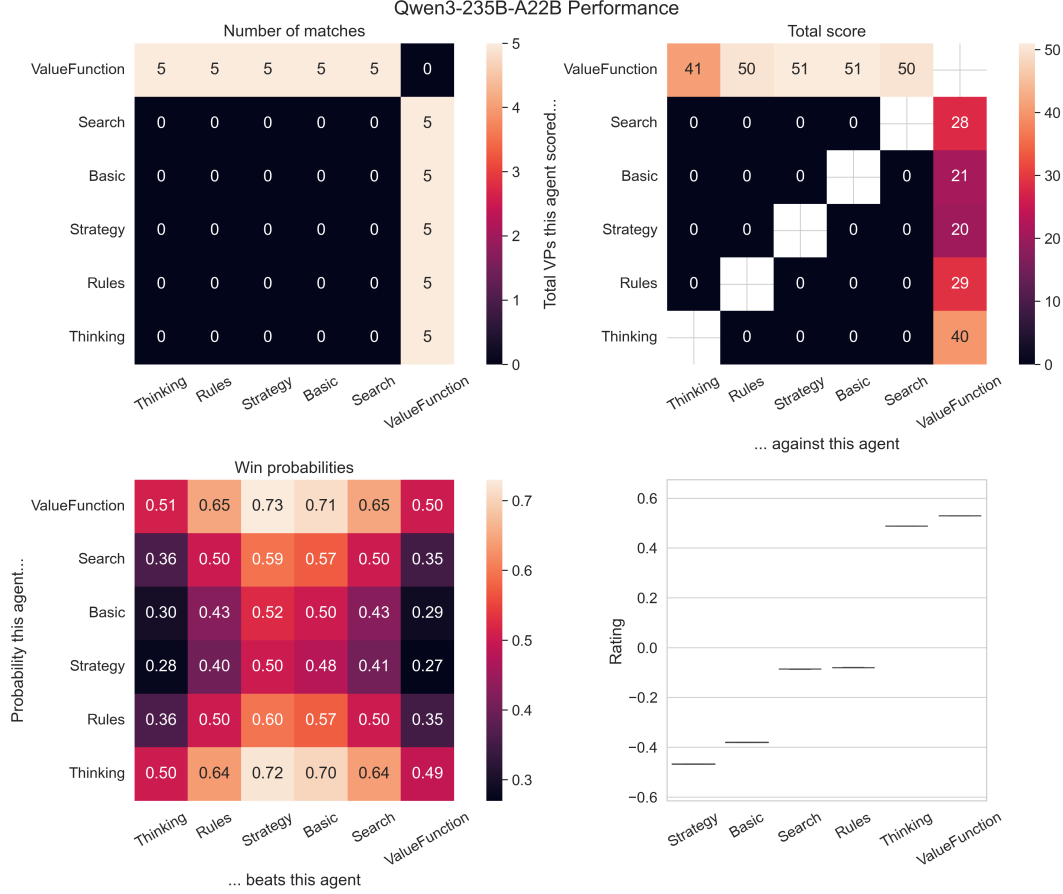 Qwen3-235B-A22B Performance
Number of matches
ValueFunction 5 5 5 5 5 0
Search 0 0 0 0 0 5
Basic 0 0 0 0 0 5
Strategy 0 0 0 0 0 5
Rules 0 0 0 0 0 5
Thinking 0 0 0 0 0 5
Thinking Rules Strategy Basic Search ValueFunction
5
4
3
2
1
0
Total score
Total VPs this agent scored...
ValueFunction 41 50 51 51 50
Search 0 0 0 0 28
Basic 0 0 0 0 21
Strategy 0 0 0 0 20
Rules 0 0 0 0 29
Thinking 0 0 0 0 40
Thinking Rules Strategy Basic Search ValueFunction
... against this agent
50
40
30
20
10
0
Win probabilities
Probability this agent...
ValueFunction 0.51 0.65 0.73 0.71 0.65 0.50
Search 0.36 0.50 0.59 0.57 0.50 0.35
Basic 0.30 0.43 0.52 0.50 0.43 0.29
Strategy 0.28 0.40 0.50 0.48 0.41 0.27
Rules 0.36 0.50 0.60 0.57 0.50 0.35
Thinking 0.50 0.64 0.72 0.70 0.64 0.49
Thinking Rules Strategy Basic Search ValueFunction
... beats this agent
0.7
0.6
0.5
0.4
0.3
Rating
0.6
0.4
0.2
0.0
−0.2
−0.4
−0.6
Strategy Basic Search Rules Thinking ValueFunction